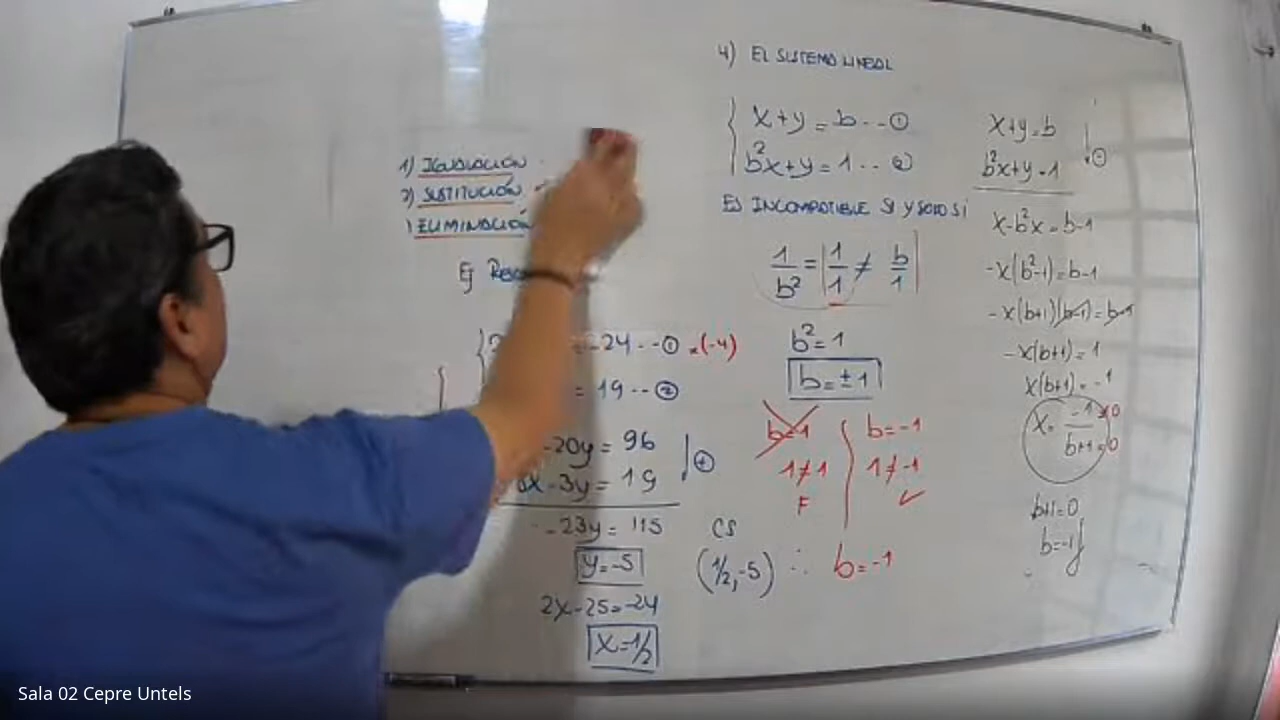 1) IGUALACIÓN
2) SUSTITUCIÓN
) ELIMINACIÓN
Ej
-24 -- ① x(-4)
= 19 -- ②
-20y = 96
-3y = 19
-23y = 115
y=-5
2x-25=-24
x=1/2
CS
(1/2,-5)
4) EL SISTEMA LINEAL
x+y = b -- ①
b²x+y = 1 -- ②
ES INCOMPATIBLE SI Y SOLO SI
1/b² = 1/1 ≠ b/1
b²=1
b=±1
b=1
1≠1
F
b=-1
1≠-1
✓
∴ b=-1
x+y=b
b²x+y=1
x-b²x=b-1
-x(b²-1)=b-1
-x(b+1)(b-1)=b-1
-x(b+1)=1
x(b+1)=-1
x= -1/b+1 ≠0 =0
b+1=0
b=-1
Sala 02 Cepre Untels